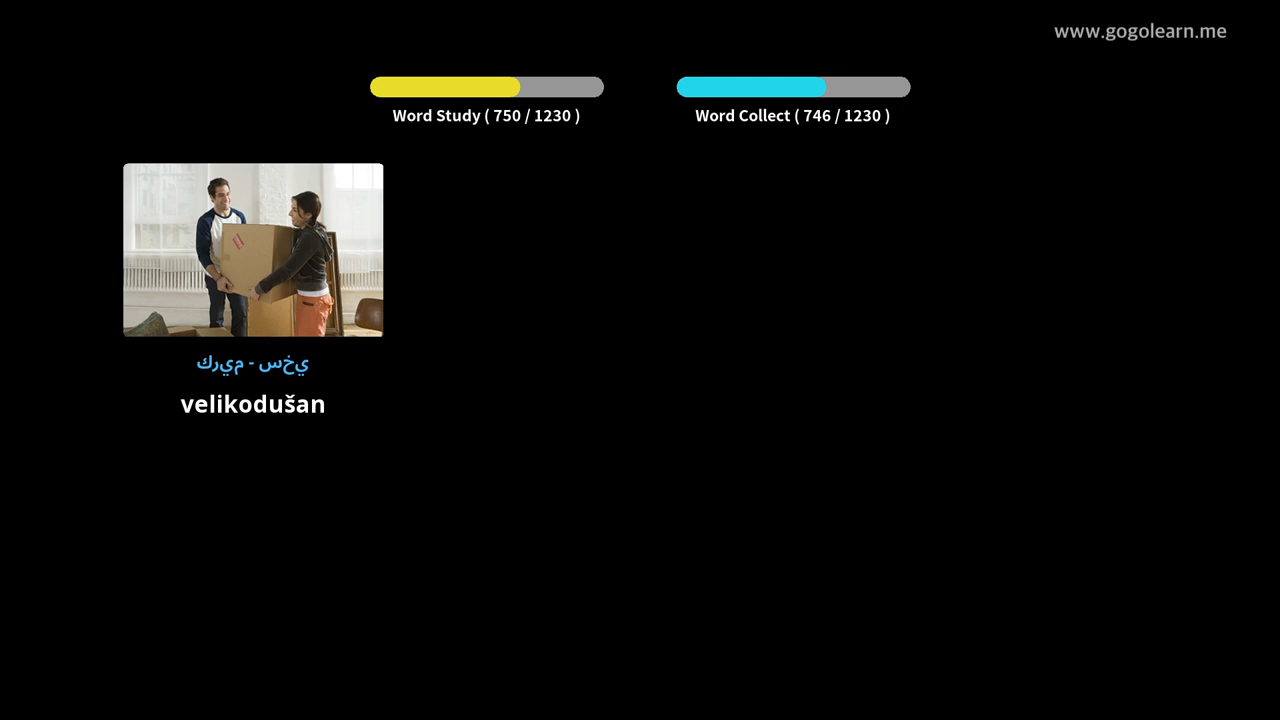 www.gogolearn.me
Word Study ( 750 / 1230 )
Word Collect ( 746 / 1230 )
كريم - سخي
velikodušan